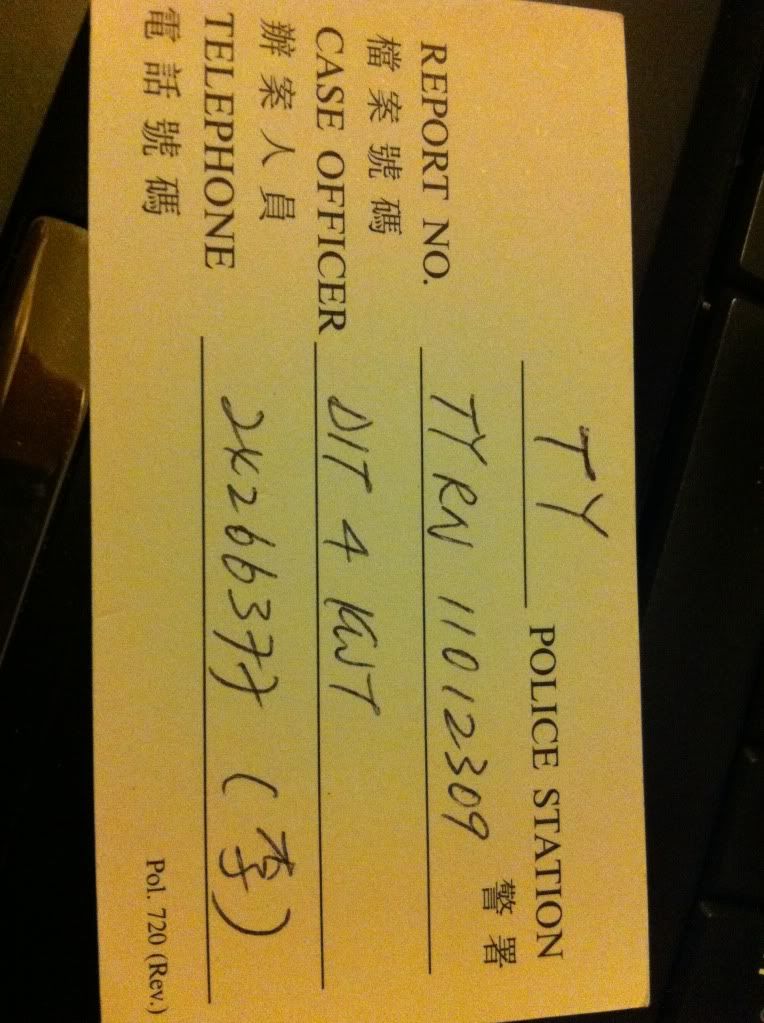 TY POLICE STATION
警署
REPORT NO. TYRN 11012309
檔案號碼
CASE OFFICER DIT 4 KWT
辦案人員
TELEPHONE (李)
電話號碼
Pol. 720 (Rev.)